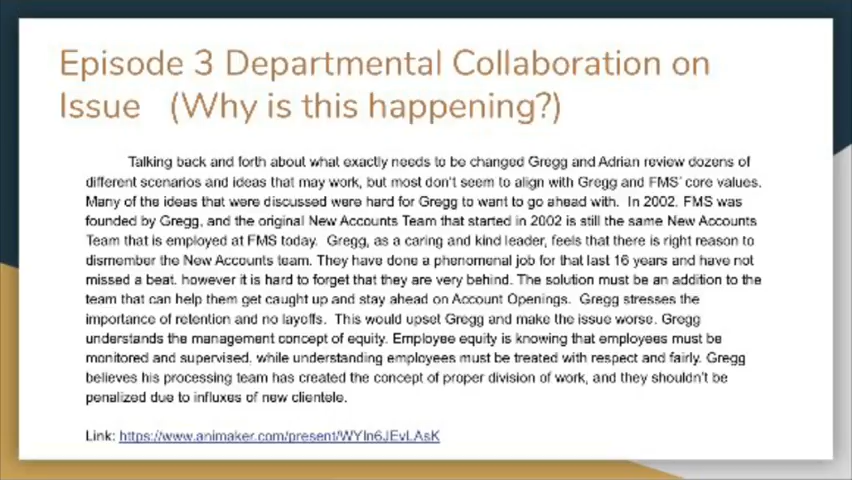 Episode 3 Departmental Collaboration on
Issue (Why is this happening?)
Talking back and forth about what exactly needs to be changed Gregg and Adrian review dozens of
different scenarios and ideas that may work, but most don't seem to align with Gregg and FMS' core values.
Many of the ideas that were discussed were hard for Gregg to want to go ahead with. In 2002, FMS was
founded by Gregg, and the original New Accounts Team that started in 2002 is still the same New Accounts
Team that is employed at FMS today. Gregg, as a caring and kind leader, feels that there is right reason to
dismember the New Accounts team. They have done a phenomenal job for that last 16 years and have not
missed a beat. however it is hard to forget that they are very behind. The solution must be an addition to the
team that can help them get caught up and stay ahead on Account Openings. Gregg stresses the
importance of retention and no layoffs. This would upset Gregg and make the issue worse. Gregg
understands the management concept of equity. Employee equity is knowing that employees must be
monitored and supervised, while understanding employees must be treated with respect and fairly. Gregg
believes his processing team has created the concept of proper division of work, and they shouldn't be
penalized due to influxes of new clientele.
Link: https://www.animaker.com/present/WYIn6JEvLAsK